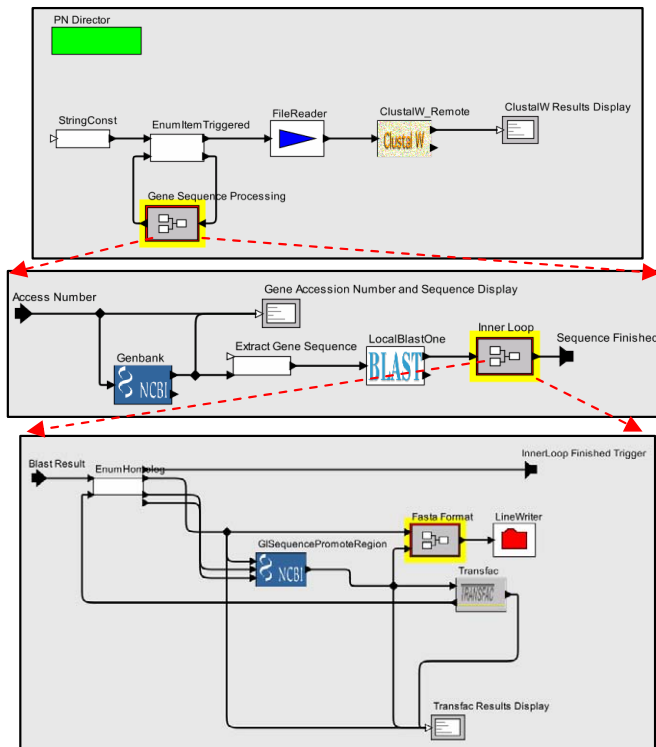 PN Director
StringConst
EnumItemTriggered
FileReader
ClustalW_Remote
ClustalW Results Display
Clustal W
Gene Sequence Processing
Access Number
Gene Accession Number and Sequence Display
Genbank
NCBI
Extract Gene Sequence
LocalBlastOne
BLAST
Inner Loop
Sequence Finished
Blast Result
EnumHomolog
InnerLoop Finished Trigger
GISequencePromoteRegion
NCBI
Fasta Format
LineWriter
Transfac
TRANSFAC
Transfac Results Display